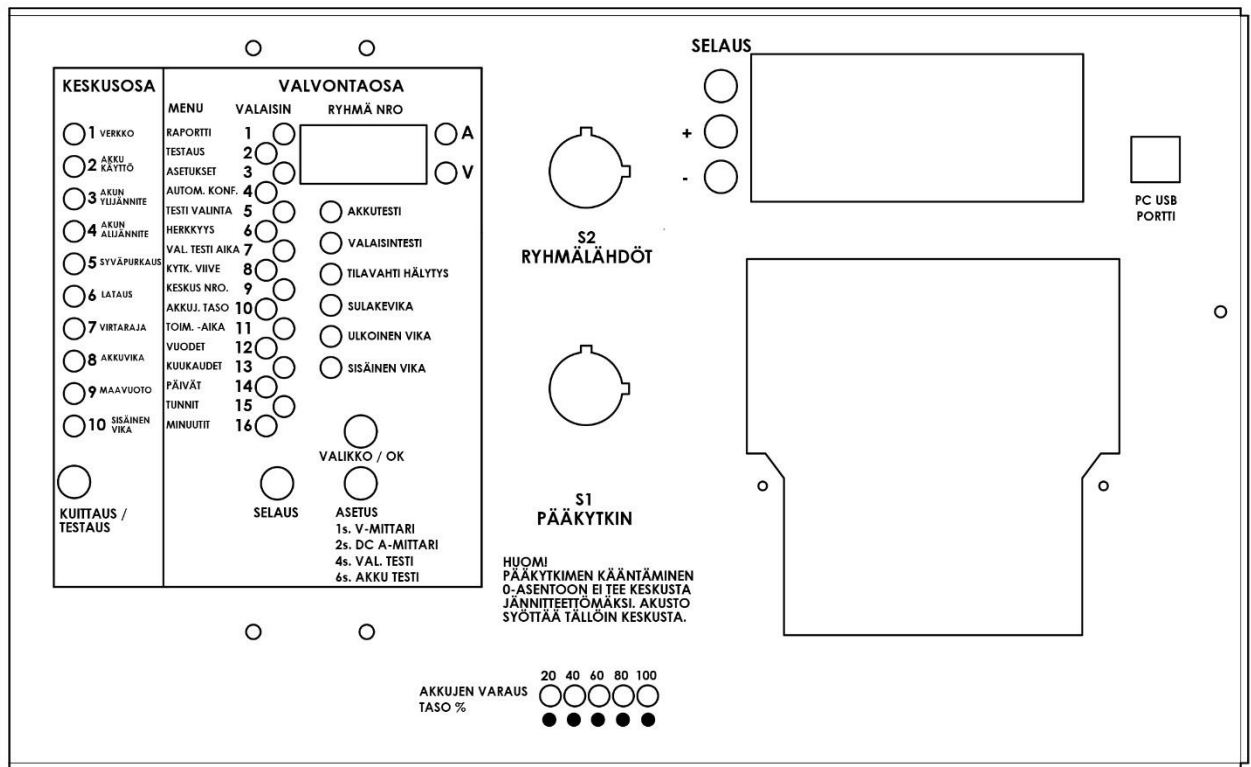 KESKUSOSA
1 VERKKO
2 AKKU
KÄYTTÖ
3 AKUN
YLIJÄNNITE
4 AKUN
ALIJÄNNITE
5 SYVÄPURKAUS
6 LATAUS
7 VIRTARAJA
8 AKKUVIKA
9 MAAVUOTO
10 SISÄINEN
VIKA
KUITTAUS /
TESTAUS
VALVONTAOSA
MENU VALAISIN RYHMÄ NRO
RAPORTTI 1
TESTAUS 2
ASETUKSET 3
AUTOM. KONF. 4
TESTI VALINTA 5
HERKKYYS 6
VAL. TESTI AIKA 7
KYTK. VIIVE 8
KESKUS NRO. 9
AKKUJ. TASO 10
TOIM. -AIKA 11
VUODET 12
KUUKAUDET 13
PÄIVÄT 14
TUNNIT 15
MINUUTIT 16
A
V
AKKUTESTI
VALAISINTESTI
TILAVAHTI HÄLYTYS
SULAKEVIKA
ULKOINEN VIKA
SISÄINEN VIKA
VALIKKO / OK
SELAUS
ASETUS
1s. V-MITTARI
2s. DC A-MITTARI
4s. VAL. TESTI
6s. AKKU TESTI
S2
RYHMÄLÄHDÖT
S1
PÄÄKYTKIN
HUOM!
PÄÄKYTKIMEN KÄÄNTÄMINEN
0-ASENTOON EI TEE KESKUSTA
JÄNNITTEETTÖMÄKSI. AKUSTO
SYÖTTÄÄ TÄLLÖIN KESKUSTA.
SELAUS
+
-
PC USB
PORTTI
20 40 60 80 100
AKKUJEN VARAUS
TASO %